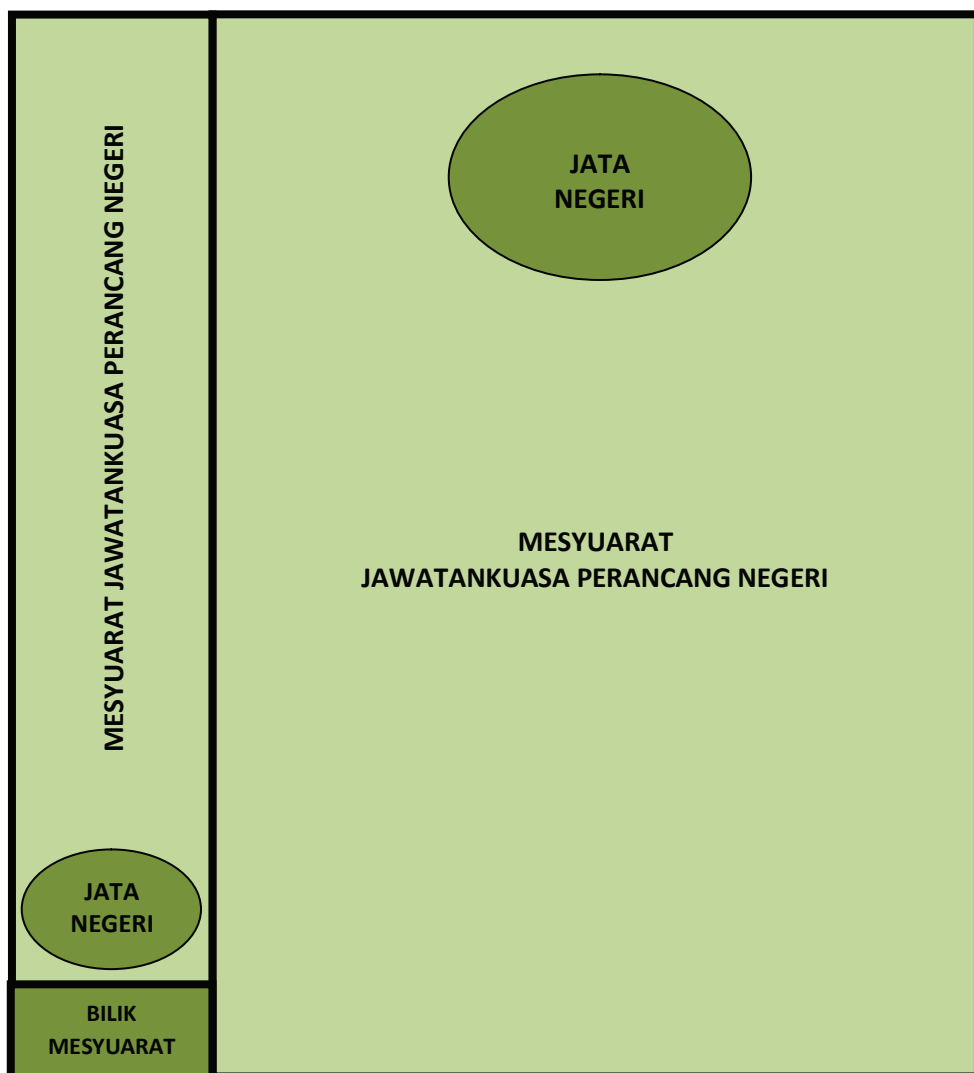 MESYUARAT JAWATANKUASA PERANCANG NEGERI
JATA
NEGERI
BILIK
MESYUARAT
JATA
NEGERI
MESYUARAT
JAWATANKUASA PERANCANG NEGERI